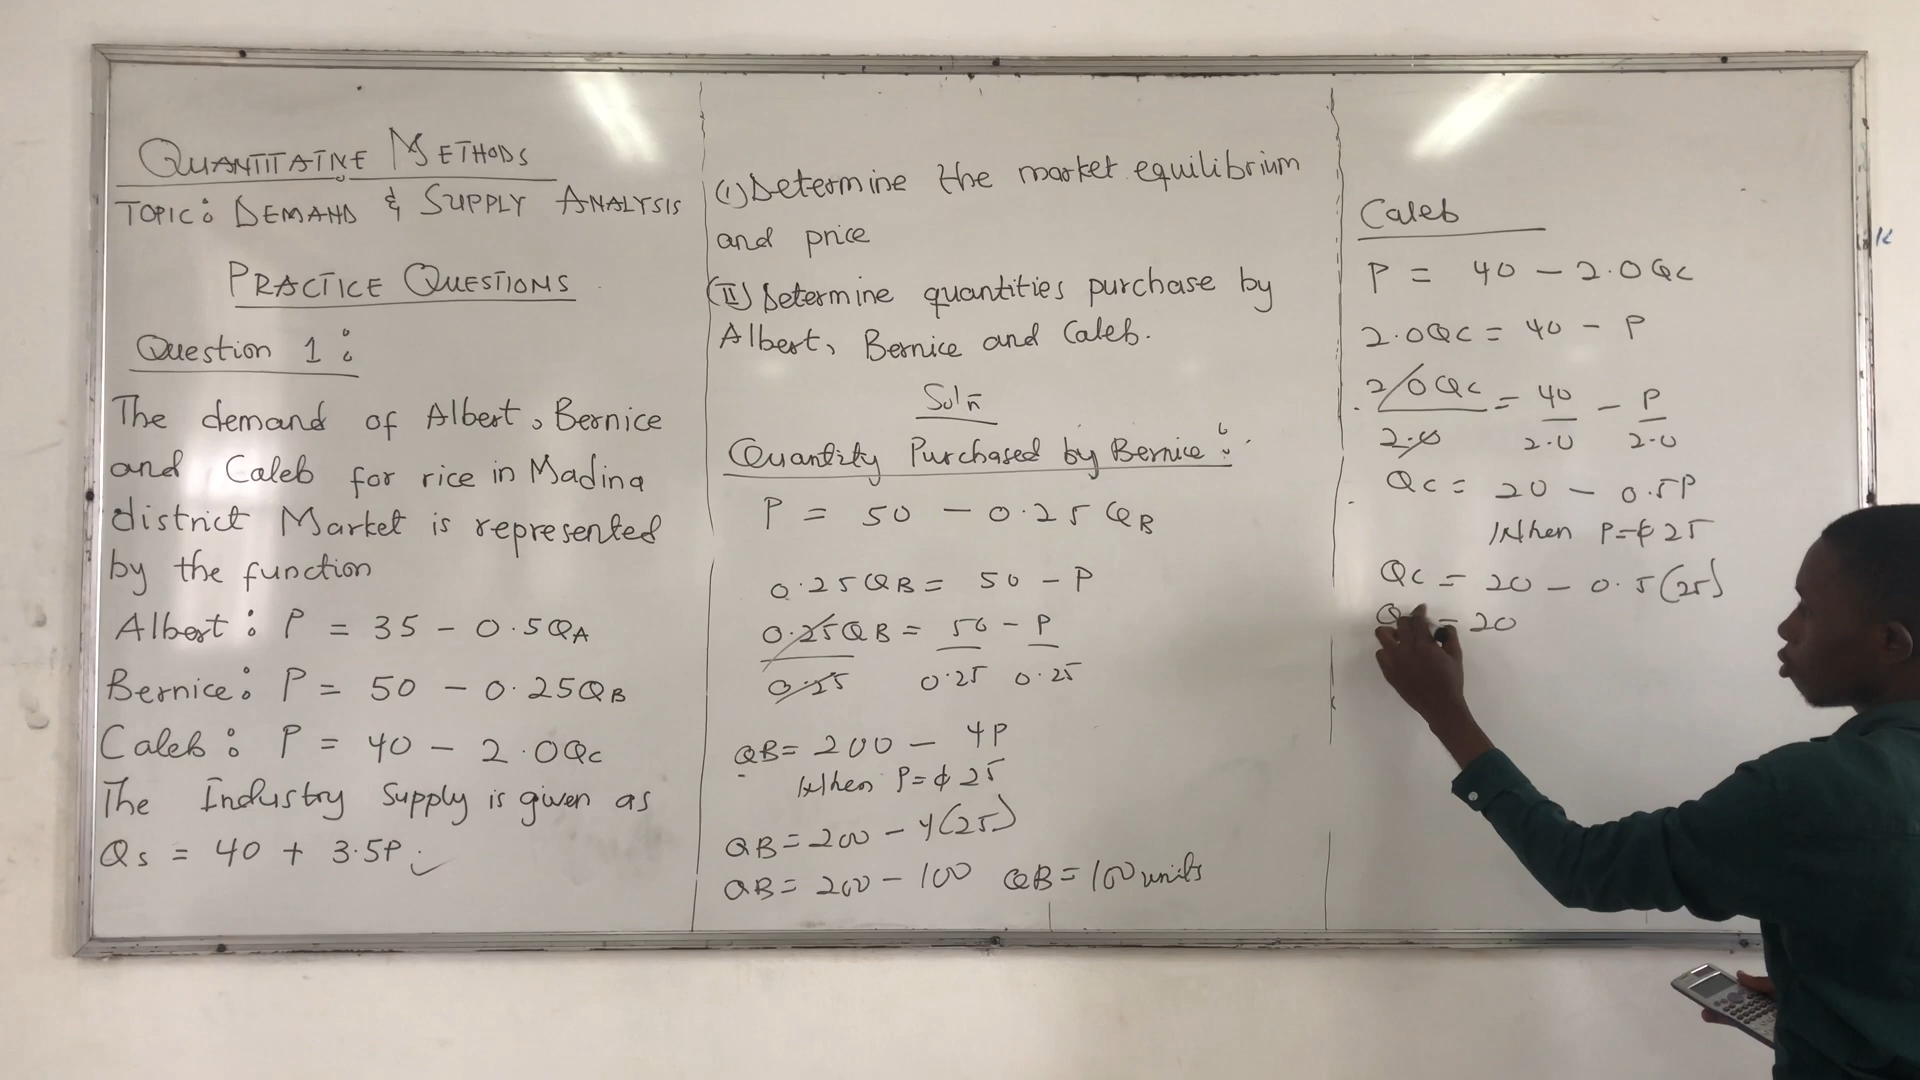 QUANTITATIVE METHODS
TOPIC: DEMAND & SUPPLY ANALYSIS
PRACTICE QUESTIONS
Question 1:
The demand of Albert, Bernice
and Caleb for rice in Madina
district Market is represented
by the function
Albert: P = 35 - 0.5QA
Bernice: P = 50 - 0.25QB
Caleb: P = 40 - 2.0Qc
The Industry Supply is given as
Qs = 40 + 3.5P
(I) Determine the market equilibrium
and price
(II) Determine quantities purchase by
Albert, Bernice and Caleb.
Sol n
Quantity Purchased by Bernice:
P = 50 - 0.25 QB
0.25QB = 50 - P
0.25QB = 50 - P
0.25 0.25 0.25
QB = 200 - 4P
When P=¢ 25
QB = 200 - 4(25)
QB = 200 - 100 QB = 100 units
Caleb
P = 40 - 2.0Qc
2.0Qc = 40 - P
2.0Qc = 40 - P
2.0 2.0 2.0
Qc = 20 - 0.5P
When P=¢ 25
Qc = 20 - 0.5(25)
= 20